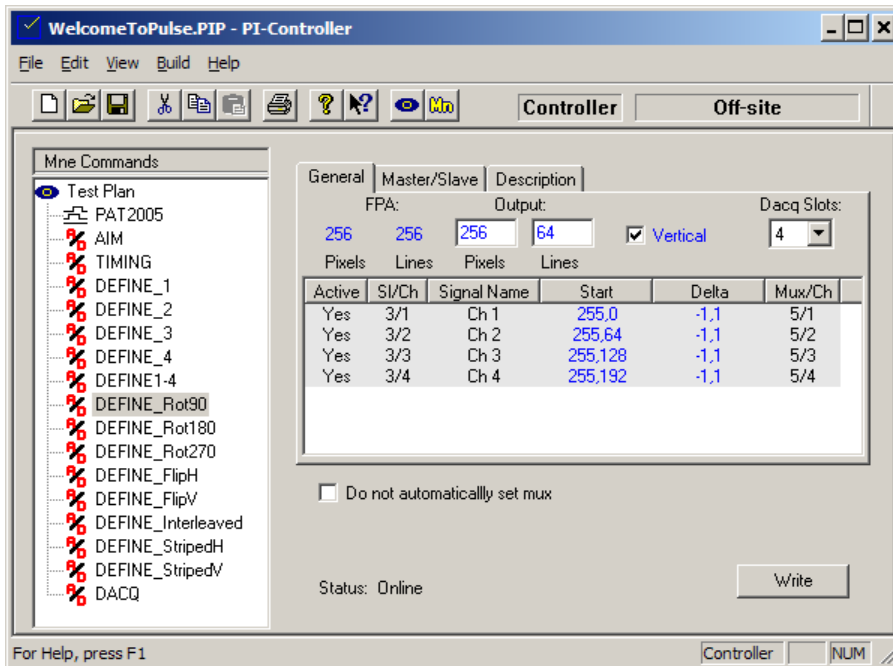 WelcomeToPulse.PIP - PI-Controller
File Edit View Build Help
Controller Off-site
Mne Commands
Test Plan
PAT2005
AIM
TIMING
DEFINE_1
DEFINE_2
DEFINE_3
DEFINE_4
DEFINE1-4
DEFINE_Rot90
DEFINE_Rot180
DEFINE_Rot270
DEFINE_FlipH
DEFINE_FlipV
DEFINE_Interleaved
DEFINE_StripedH
DEFINE_StripedV
DACQ
General Master/Slave Description
FPA: Output: Dacq Slots:
256 256 256 64 Vertical 4
Pixels Lines Pixels Lines
Active Sl/Ch Signal Name Start Delta Mux/Ch
Yes 3/1 Ch 1 255,0 -1,1 5/1
Yes 3/2 Ch 2 255,64 -1,1 5/2
Yes 3/3 Ch 3 255,128 -1,1 5/3
Yes 3/4 Ch 4 255,192 -1,1 5/4
Do not automaticallly set mux
Status: Online
Write
For Help, press F1
Controller NUM